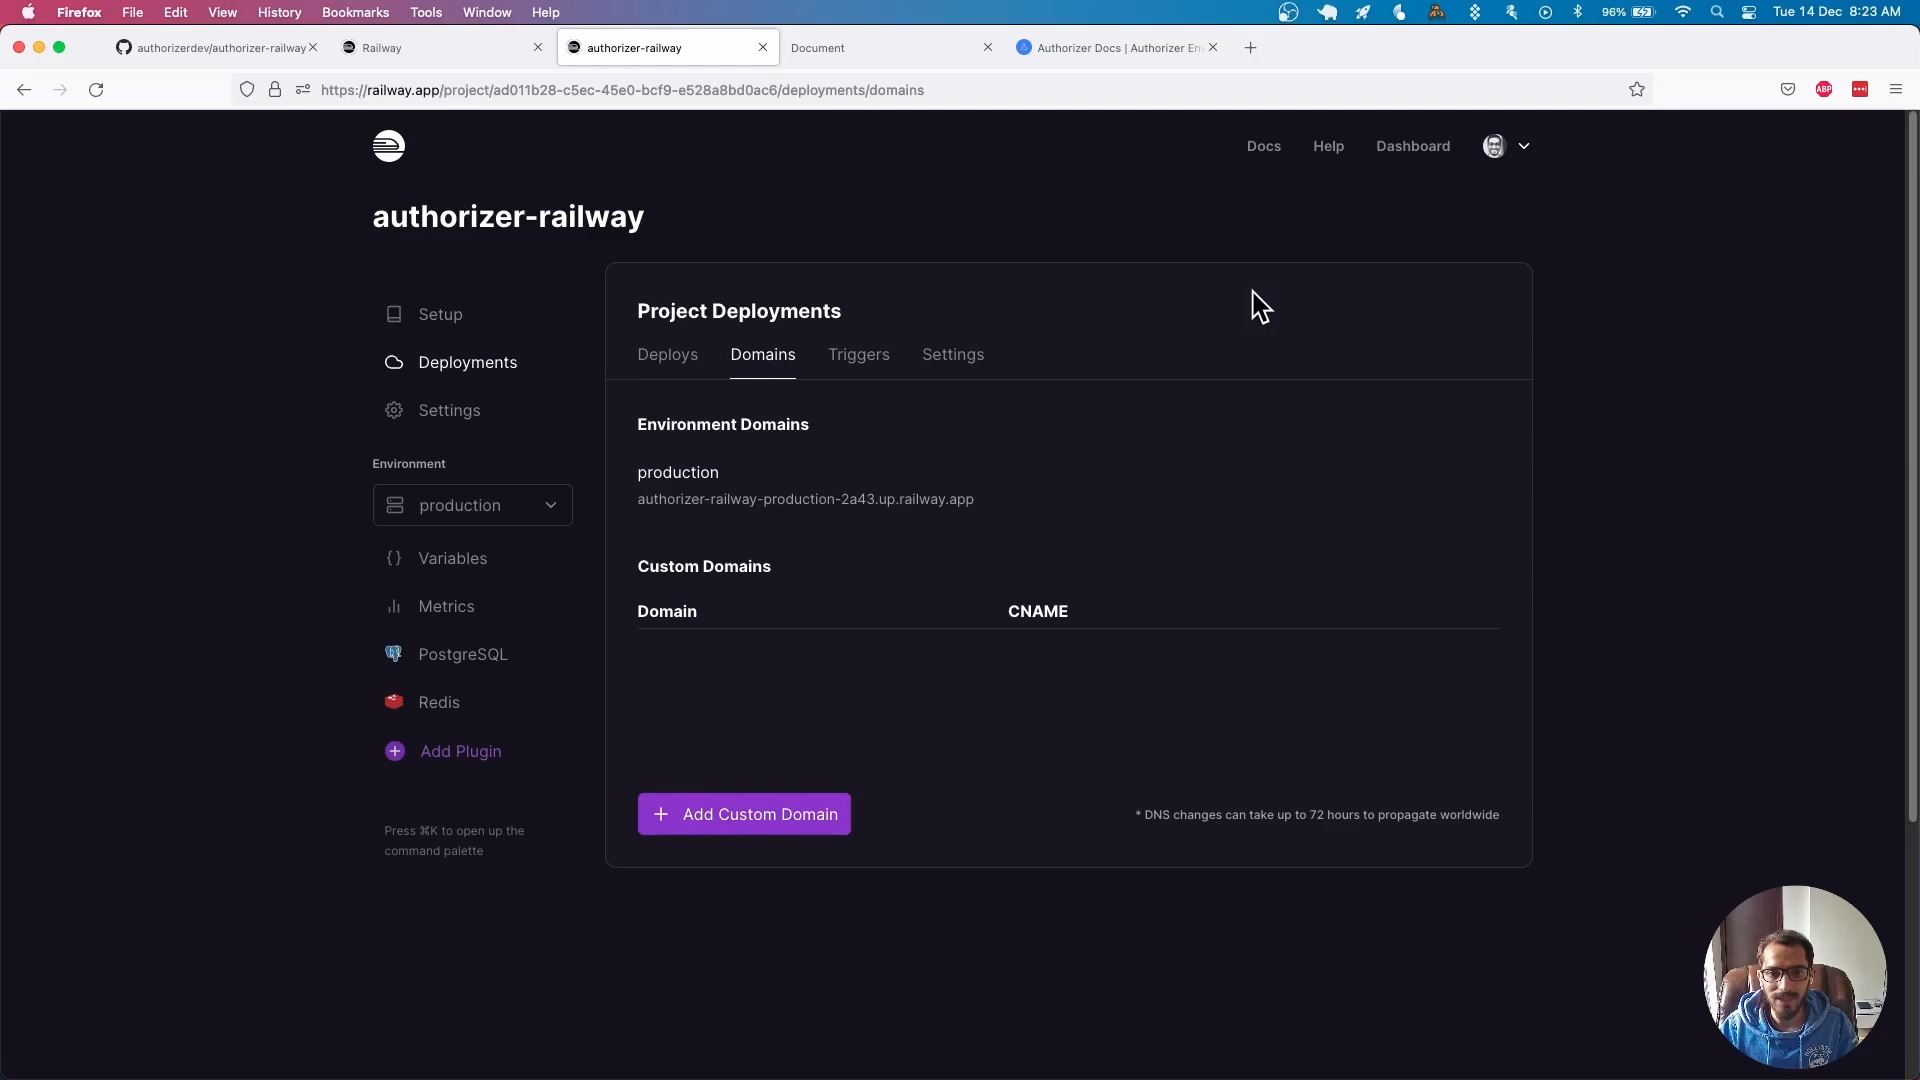 Firefox File Edit View History Bookmarks Tools Window Help 96% Tue 14 Dec 8:23 AM
authorizerdev/authorizer-railway Railway authorizer-railway Document Authorizer Docs | Authorizer En
https://railway.app/project/ad011b28-c5ec-45e0-bcf9-e528a8bd0ac6/deployments/domains ABP
Docs Help Dashboard
authorizer-railway
Setup
Deployments
Settings
Environment
production
Variables
Metrics
PostgreSQL
Redis
Add Plugin
Press ⌘K to open up the
command palette
Project Deployments
Deploys Domains Triggers Settings
Environment Domains
production
authorizer-railway-production-2a43.up.railway.app
Custom Domains
Domain CNAME
+ Add Custom Domain
* DNS changes can take up to 72 hours to propagate worldwide